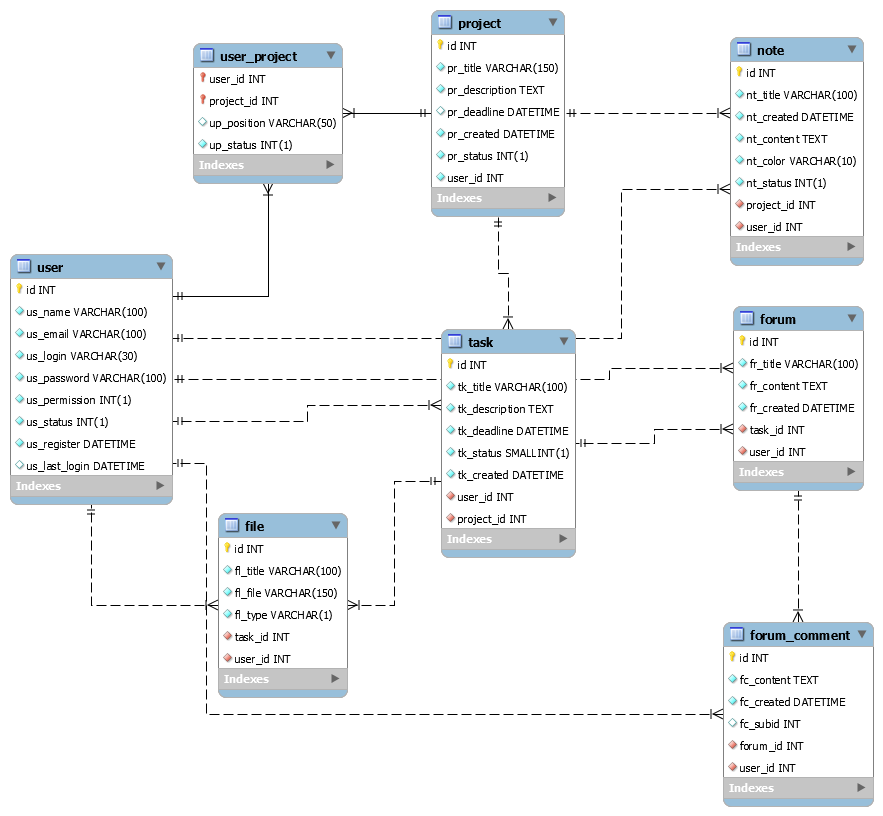 project
id INT
pr_title VARCHAR(150)
pr_description TEXT
pr_deadline DATETIME
pr_created DATETIME
pr_status INT(1)
user_id INT
Indexes
user_project
user_id INT
project_id INT
up_position VARCHAR(50)
up_status INT(1)
Indexes
note
id INT
nt_title VARCHAR(100)
nt_created DATETIME
nt_content TEXT
nt_color VARCHAR(10)
nt_status INT(1)
project_id INT
user_id INT
Indexes
user
id INT
us_name VARCHAR(100)
us_email VARCHAR(100)
us_login VARCHAR(30)
us_password VARCHAR(100)
us_permission INT(1)
us_status INT(1)
us_register DATETIME
us_last_login DATETIME
Indexes
task
id INT
tk_title VARCHAR(100)
tk_description TEXT
tk_deadline DATETIME
tk_status SMALLINT(1)
tk_created DATETIME
user_id INT
project_id INT
Indexes
forum
id INT
fr_title VARCHAR(100)
fr_content TEXT
fr_created DATETIME
task_id INT
user_id INT
Indexes
file
id INT
fl_title VARCHAR(100)
fl_file VARCHAR(150)
fl_type VARCHAR(1)
task_id INT
user_id INT
Indexes
forum_comment
id INT
fc_content TEXT
fc_created DATETIME
fc_subid INT
forum_id INT
user_id INT
Indexes